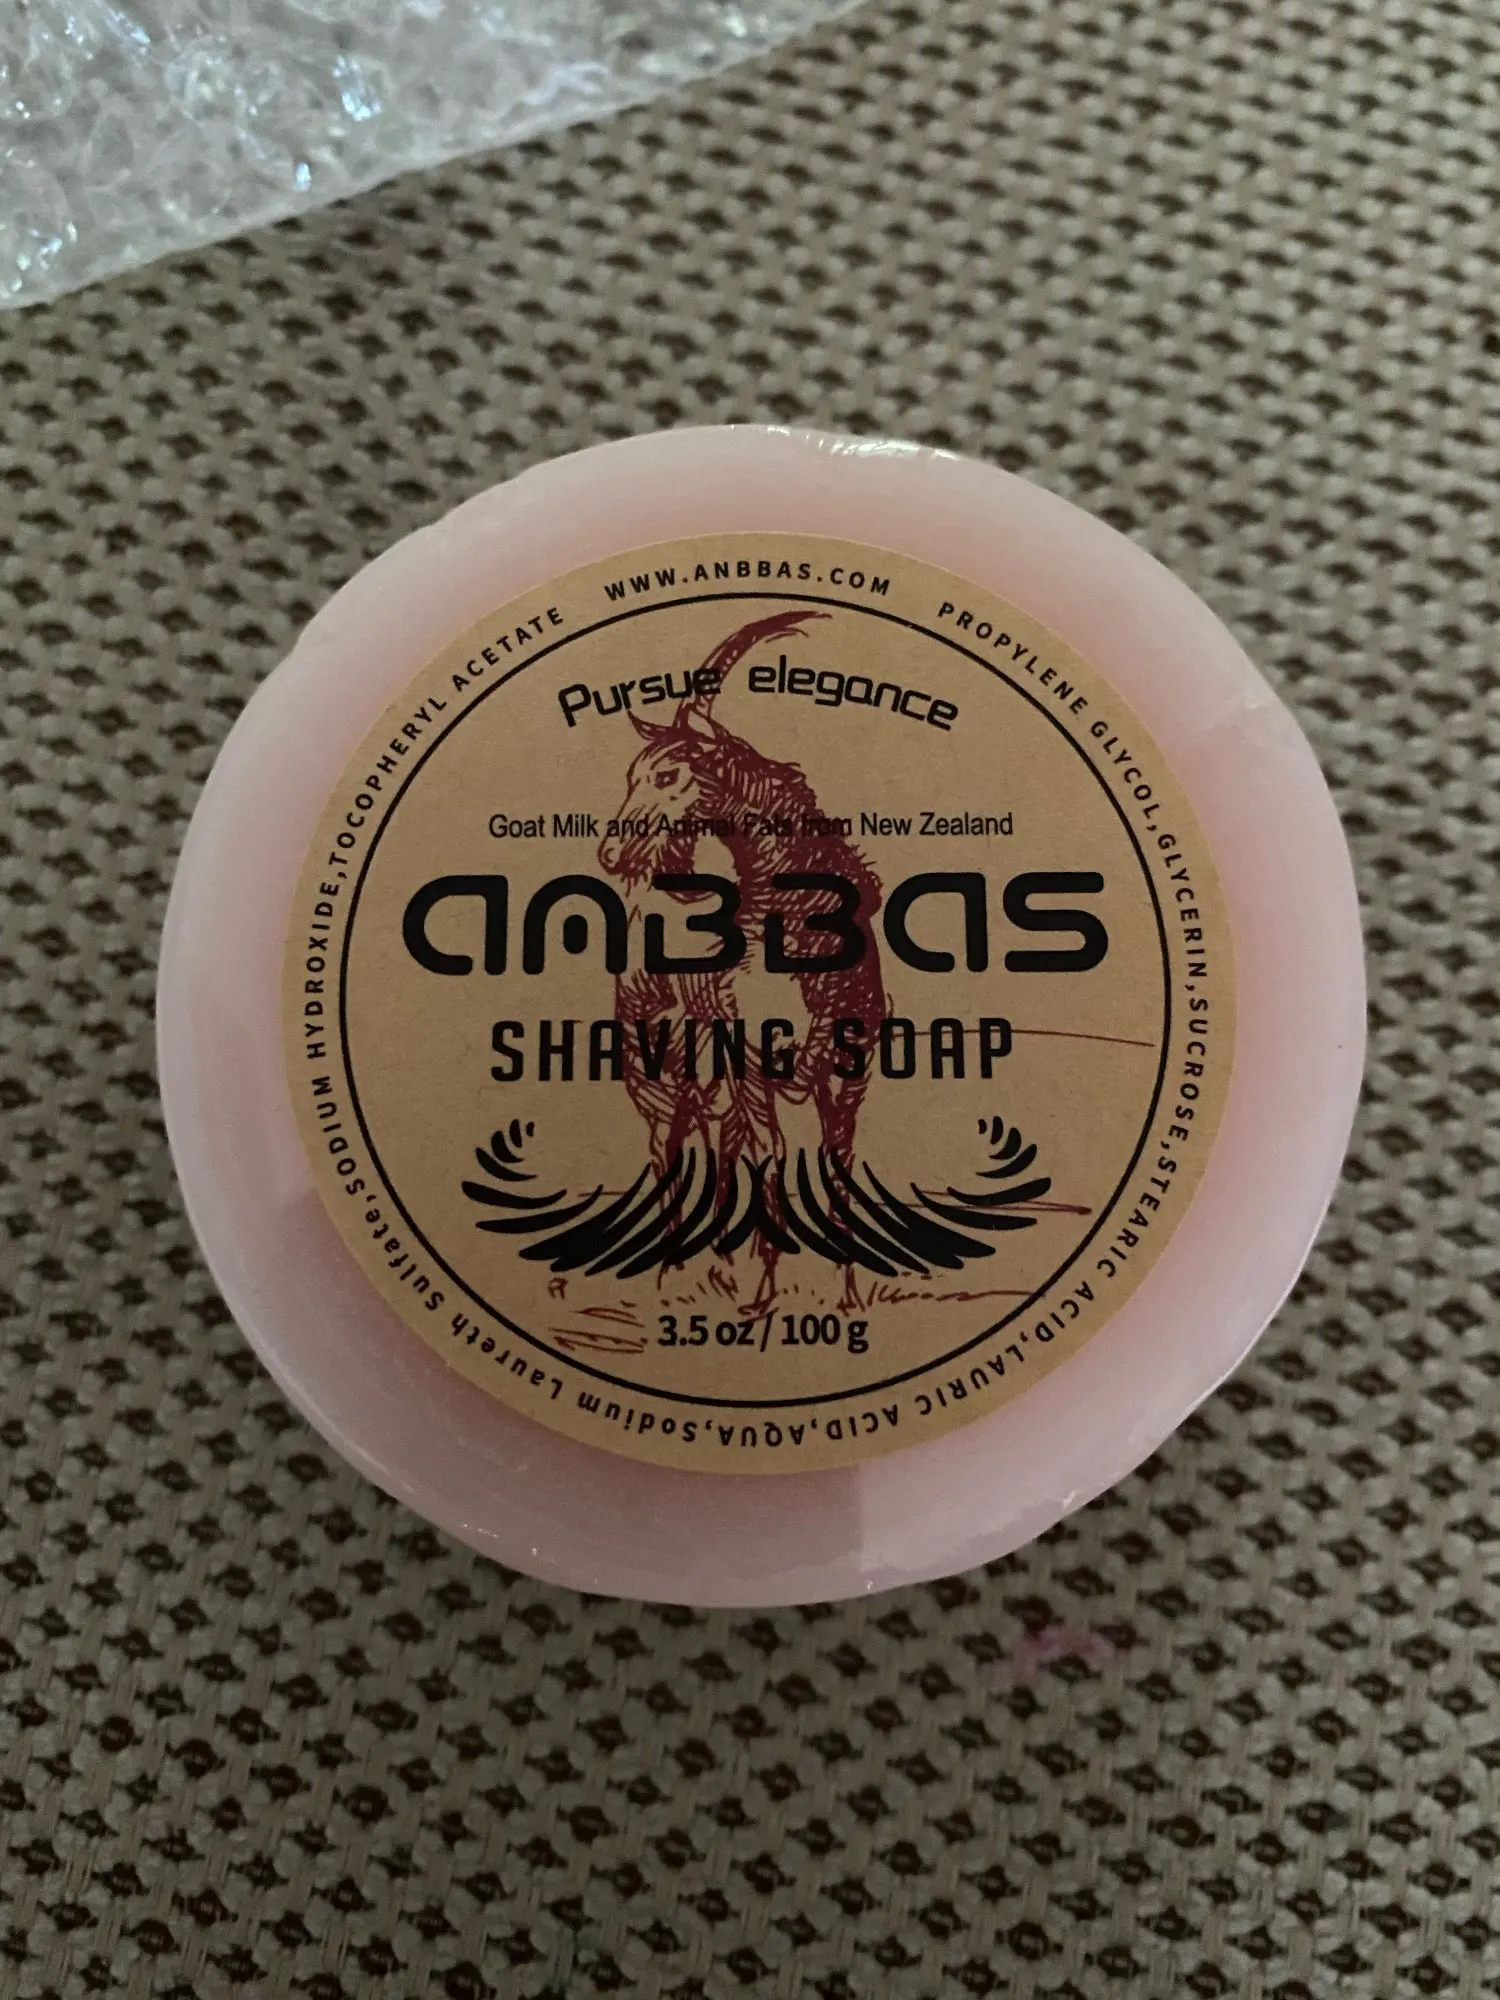 WWW.ANBBAS.COM
PROPYLENE GLYCOL,GLYCERIN,SUCROSE,STEARIC ACID,LAURIC ACID,AQUA,Sodium Laureth Sulfate,SODIUM HYDROXIDE,TOCOPHERYL ACETATE
Pursue elegance
Goat Milk and Animal Fats from New Zealand
ANBBAS
SHAVING SOAP
3.5 oz / 100 g